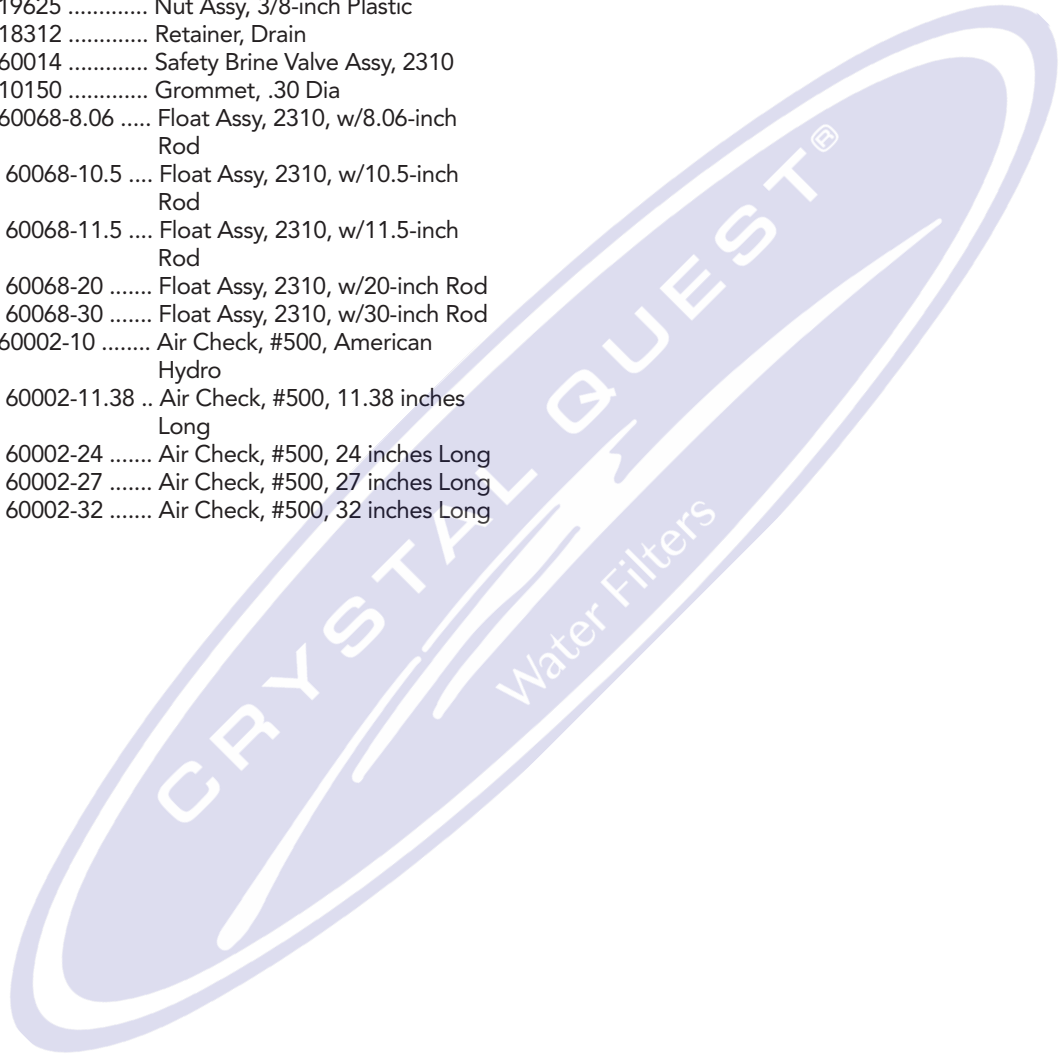 19625 ............. Nut Assy, 3/8-inch Plastic
18312 ............. Retainer, Drain
60014 ............. Safety Brine Valve Assy, 2310
10150 ............. Grommet, .30 Dia
60068-8.06 ..... Float Assy, 2310, w/8.06-inch
Rod
60068-10.5 .... Float Assy, 2310, w/10.5-inch
Rod
60068-11.5 .... Float Assy, 2310, w/11.5-inch
Rod
60068-20 ....... Float Assy, 2310, w/20-inch Rod
60068-30 ....... Float Assy, 2310, w/30-inch Rod
60002-10 ........ Air Check, #500, American
Hydro
60002-11.38 .. Air Check, #500, 11.38 inches
Long
60002-24 ....... Air Check, #500, 24 inches Long
60002-27 ....... Air Check, #500, 27 inches Long
60002-32 ....... Air Check, #500, 32 inches Long
CRYSTAL QUEST®
Water Filters